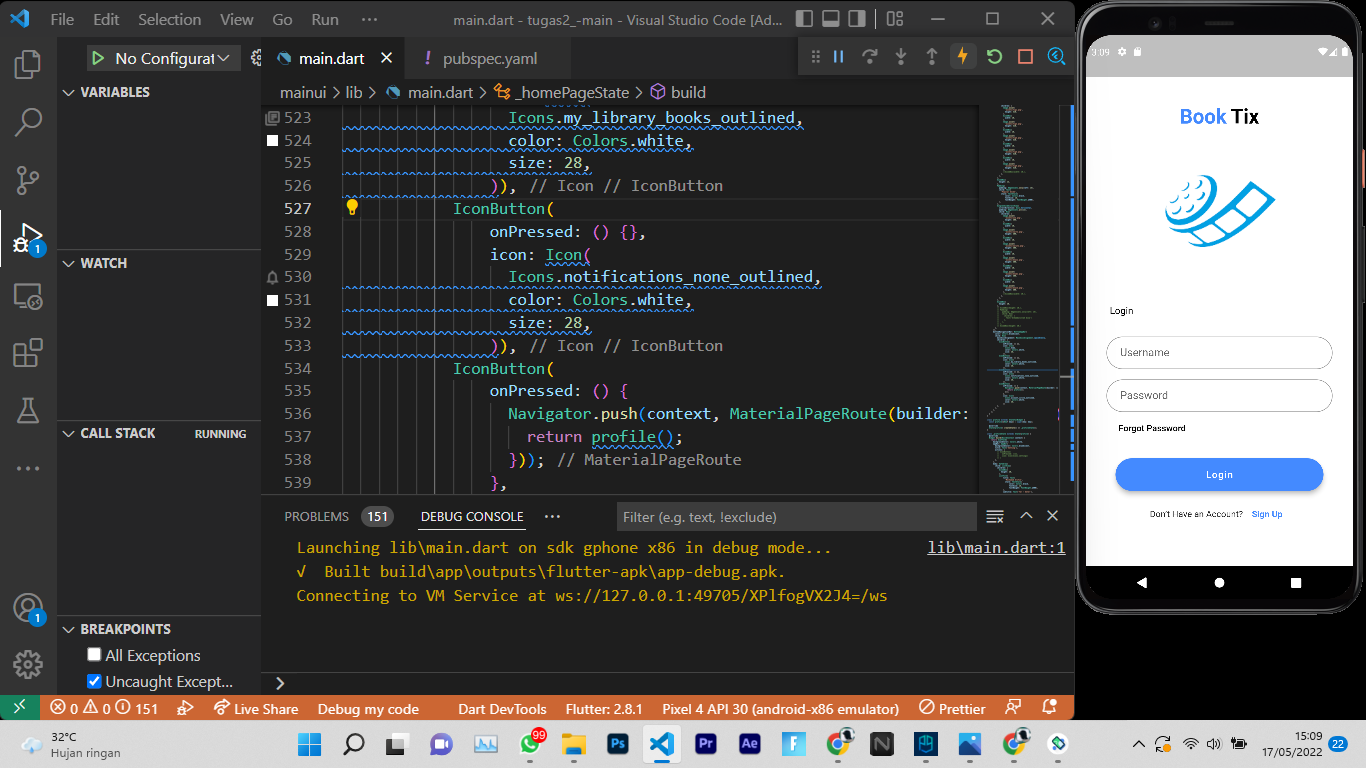 File Edit Selection View Go Run ··· main.dart - tugas2_-main - Visual Studio Code [Ad...
No Configurat
main.dart
! pubspec.yaml
mainui > lib > main.dart > _homePageState > build
VARIABLES
WATCH
CALL STACK RUNNING
BREAKPOINTS
All Exceptions
Uncaught Except...
1
1
523 Icons.my_library_books_outlined,
524 color: Colors.white,
525 size: 28,
526 )), // Icon // IconButton
527 IconButton(
528 onPressed: () {},
529 icon: Icon(
530 Icons.notifications_none_outlined,
531 color: Colors.white,
532 size: 28,
533 )), // Icon // IconButton
534 IconButton(
535 onPressed: () {
536 Navigator.push(context, MaterialPageRoute(builder:
537 return profile();
538 })); // MaterialPageRoute
539 },
PROBLEMS 151 DEBUG CONSOLE ··· Filter (e.g. text, !exclude)
Launching lib\main.dart on sdk gphone x86 in debug mode... lib\main.dart:1
√ Built build\app\outputs\flutter-apk\app-debug.apk.
Connecting to VM Service at ws://127.0.0.1:49705/XPlfogVX2J4=/ws
0 0 151 Live Share Debug my code Dart DevTools Flutter: 2.8.1 Pixel 4 API 30 (android-x86 emulator) Prettier
3:09
Book Tix
Login
Username
Password
Forgot Password
Login
Don't Have an Account? Sign Up
32°C
Hujan ringan
99
Ps
Pr
Ae
F
N
15:09
17/05/2022
22